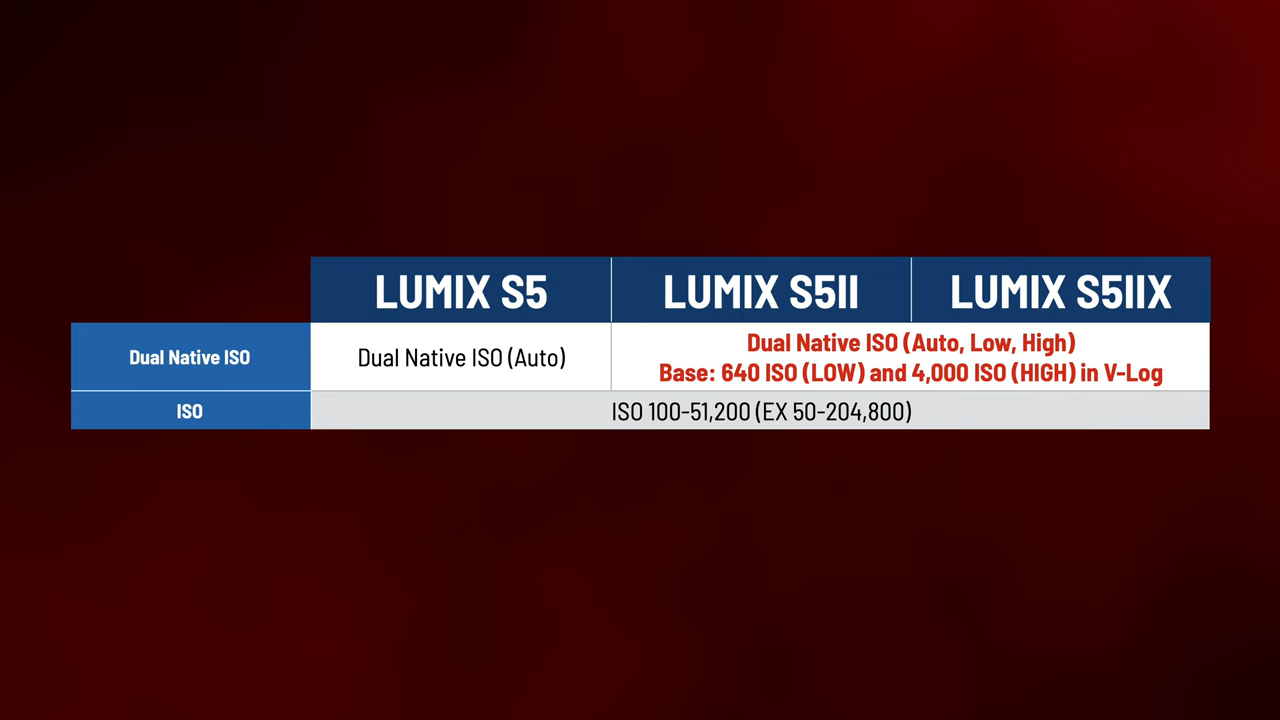 LUMIX S5 LUMIX S5II LUMIX S5IIX
Dual Native ISO Dual Native ISO (Auto) Dual Native ISO (Auto, Low, High)
Base: 640 ISO (LOW) and 4,000 ISO (HIGH) in V-Log
ISO ISO 100-51,200 (EX 50-204,800)